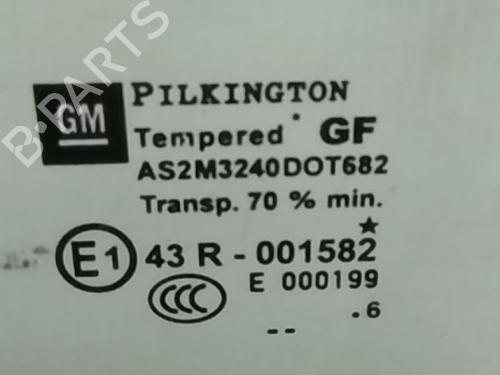 B-PARTS
GM
PILKINGTON
Tempered GF
AS2M3240DOT682
Transp. 70 % min.
E1 43 R - 001582
CCC E 000199
.6
--